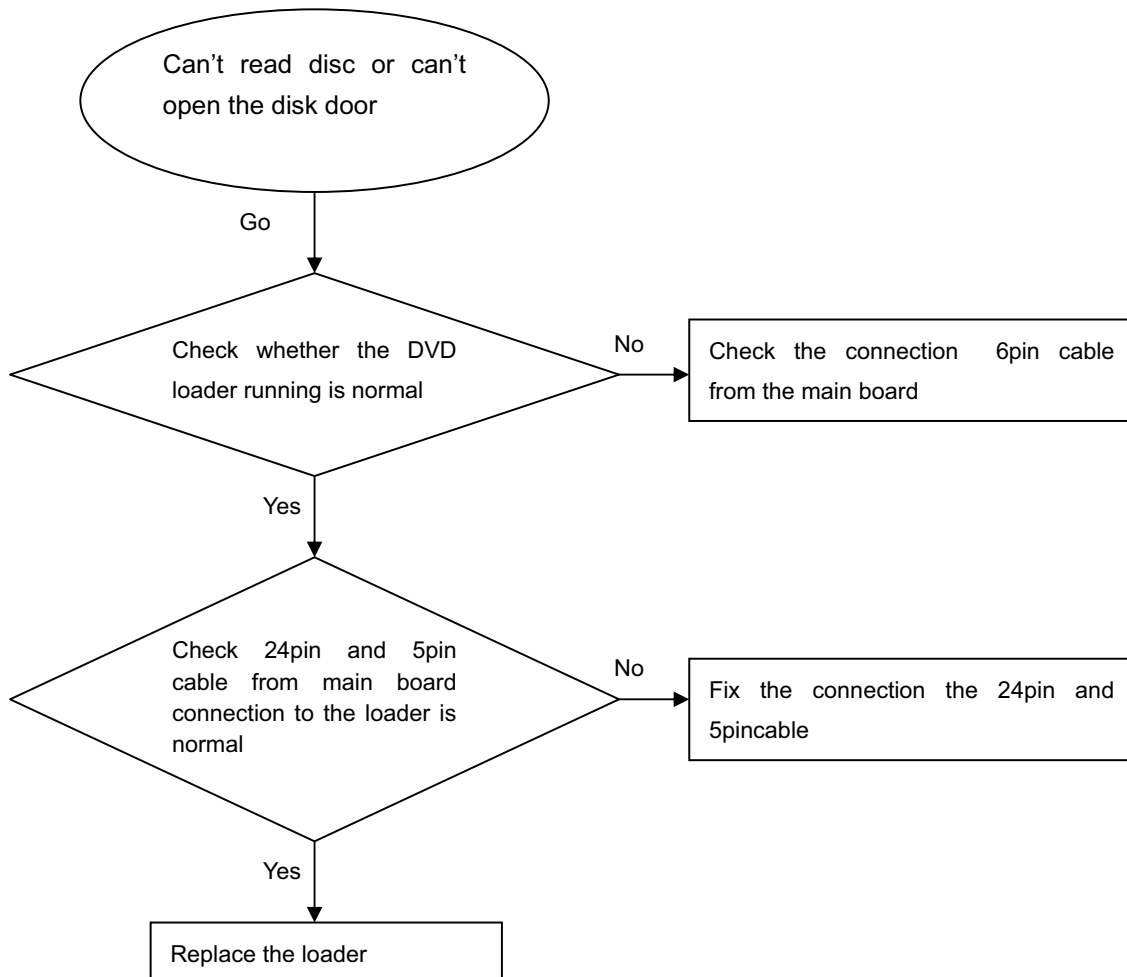 Can't read disc or can't
open the disk door
Go
Check whether the DVD
loader running is normal
No
Check the connection 6pin cable
from the main board
Yes
Check 24pin and 5pin
cable from main board
connection to the loader is
normal
No
Fix the connection the 24pin and
5pincable
Yes
Replace the loader